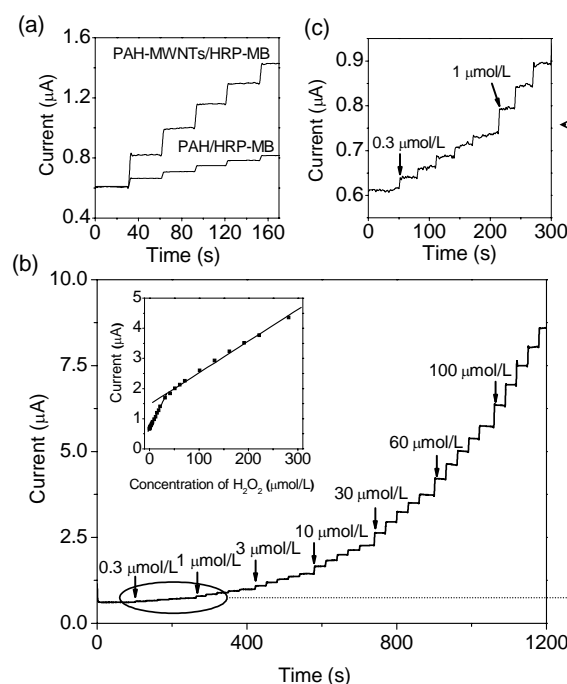 (a)
PAH-MWNTs/HRP-MB
PAH/HRP-MB
1.8
1.4
1.0
0.6
Current (μA)
0 40 80 120 160
Time (s)
(c)
1 μmol/L
0.3 μmol/L
0.9
0.8
0.7
0.6
Current (μA)
0 100 200 300
Time (s)
(b)
10.0
7.5
5.0
2.5
0.0
Current (μA)
5
4
3
2
1
0
Current (μA)
0 100 200 300
Concentration of H₂O₂ (μmol/L)
0.3 μmol/L
1 μmol/L
3 μmol/L
10 μmol/L
30 μmol/L
60 μmol/L
100 μmol/L
0 200 400 600 800 1000 1200
Time (s)